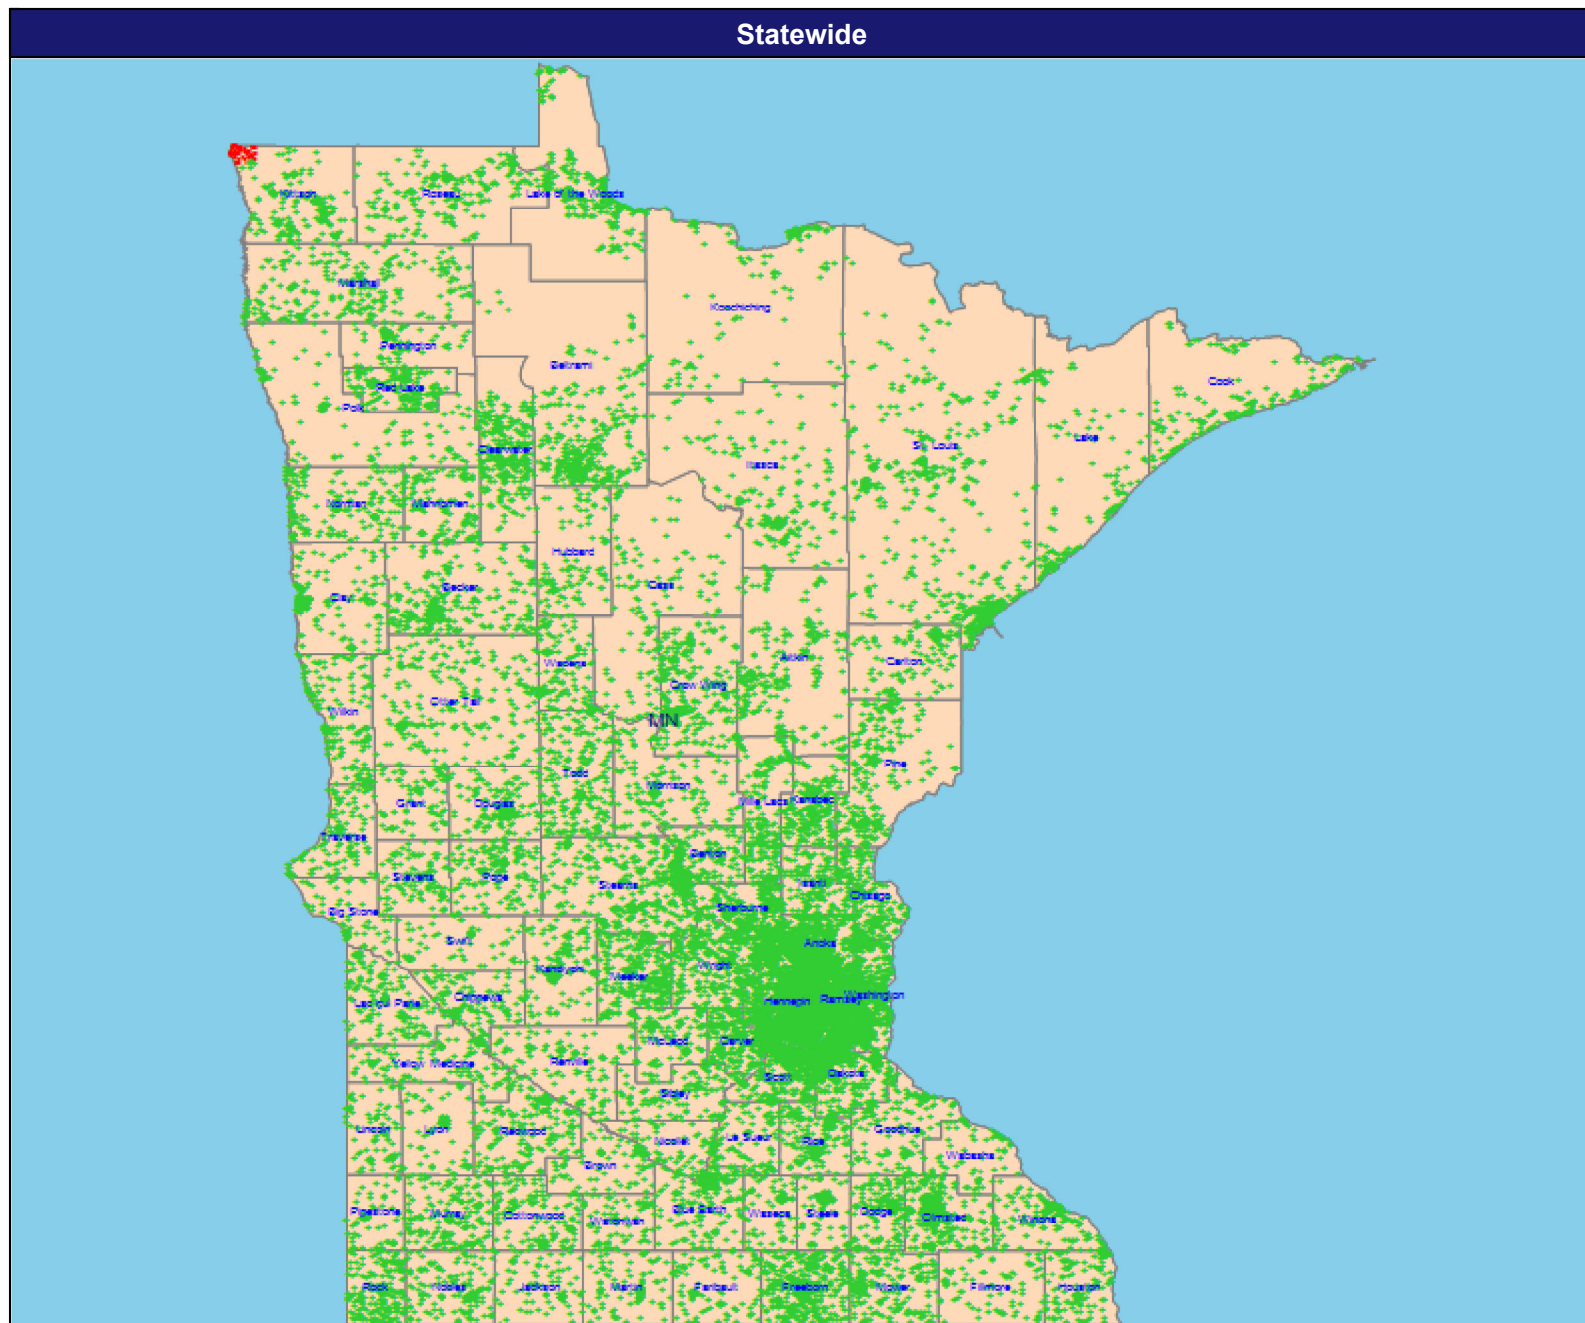 Statewide
Kittson
Roseau
Lake of the Woods
Marshall
Koochiching
Pennington
Beltrami
Red Lake
Polk
Cook
Lake
Clearwater
St. Louis
Itasca
Norman
Mahnomen
Hubbard
Cass
Becker
Clay
Wadena
Aitkin
Carlton
Crow Wing
Otter Tail
Wilkin
MN
Pine
Todd
Morrison
Mille Lacs
Kanabec
Grant
Douglas
Traverse
Benton
Stevens
Pope
Stearns
Isanti
Chisago
Big Stone
Sherburne
Swift
Anoka
Kandiyohi
Meeker
Wright
Lac qui Parle
Chippewa
Hennepin
Ramsey
Washington
McLeod
Carver
Yellow Medicine
Renville
Scott
Dakota
Sibley
Lincoln
Lyon
Redwood
Nicollet
Le Sueur
Rice
Goodhue
Wabasha
Brown
Pipestone
Murray
Cottonwood
Watonwan
Blue Earth
Waseca
Steele
Dodge
Olmsted
Winona
Rock
Nobles
Jackson
Martin
Faribault
Freeborn
Mower
Fillmore
Houston